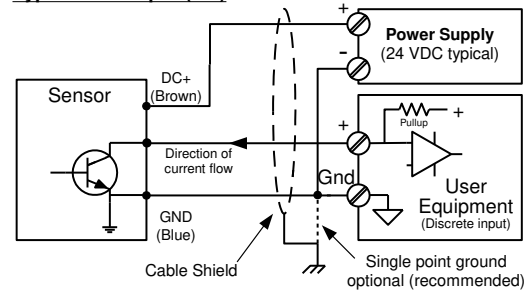 +
Power Supply
(24 VDC typical)
-
DC+
(Brown)
Sensor
+
+
Pullup
Direction of
current flow
Gnd
User
Equipment
(Discrete input)
GND
(Blue)
Cable Shield
Single point ground
optional (recommended)